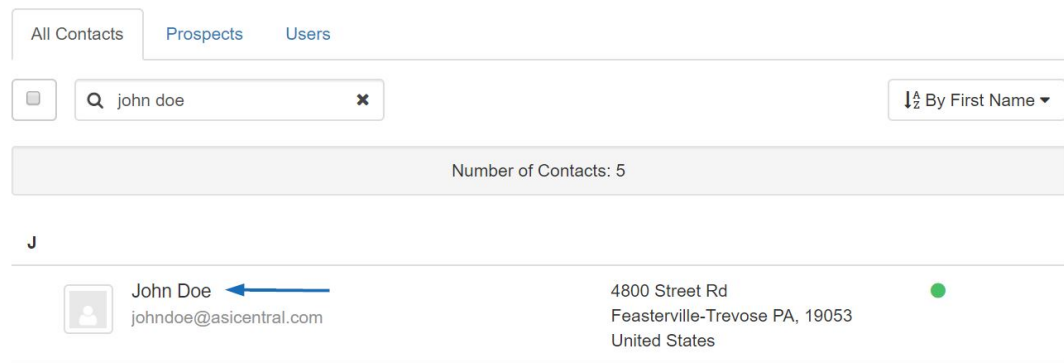 All Contacts Prospects Users
john doe By First Name
Number of Contacts: 5
J
John Doe 4800 Street Rd
johndoe@asicentral.com Feasterville-Trevose PA, 19053
United States